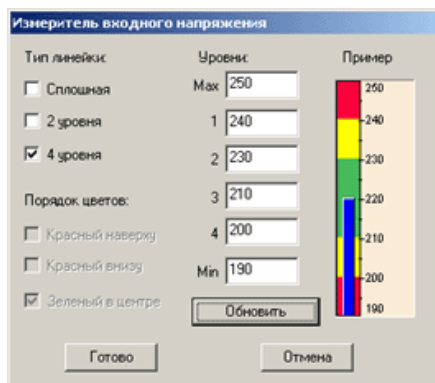 Измеритель входного напряжения
Тип линейки: Уровни: Пример
Сплошная
2 уровня
4 уровня
Порядок цветов:
Красный наверху
Красный внизу
Зеленый в центре
Max 250
1 240
2 230
3 210
4 200
Min 190
Обновить
260
240
230
220
210
200
190
Готово Отмена